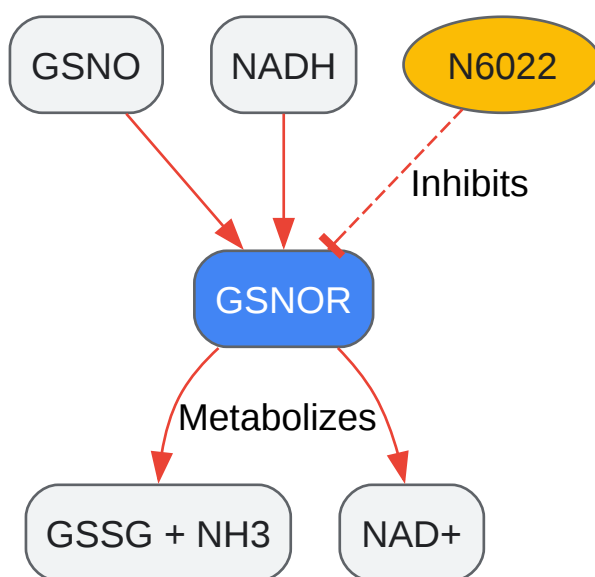 GSNO
NADH
N6022
Inhibits
GSNOR
Metabolizes
GSSG + NH3
NAD+